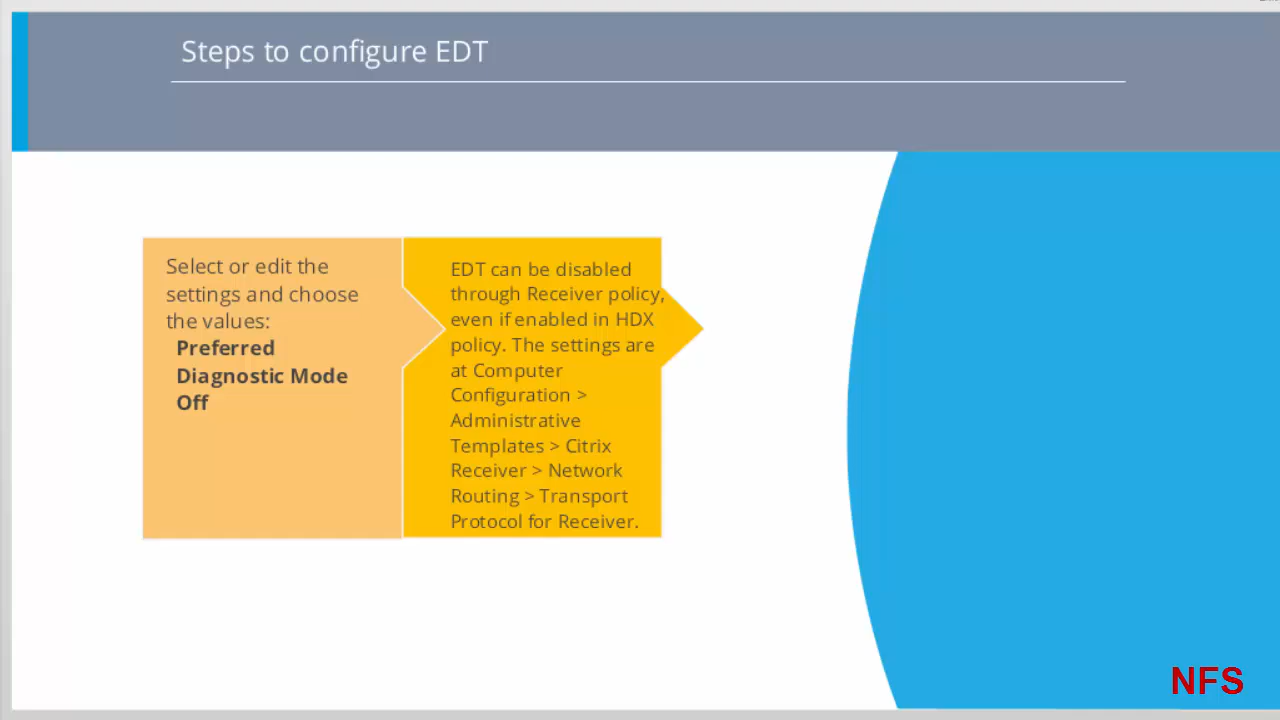 Steps to configure EDT
Select or edit the
settings and choose
the values:
Preferred
Diagnostic Mode
Off
EDT can be disabled
through Receiver policy,
even if enabled in HDX
policy. The settings are
at Computer
Configuration >
Administrative
Templates > Citrix
Receiver > Network
Routing > Transport
Protocol for Receiver.
NFS